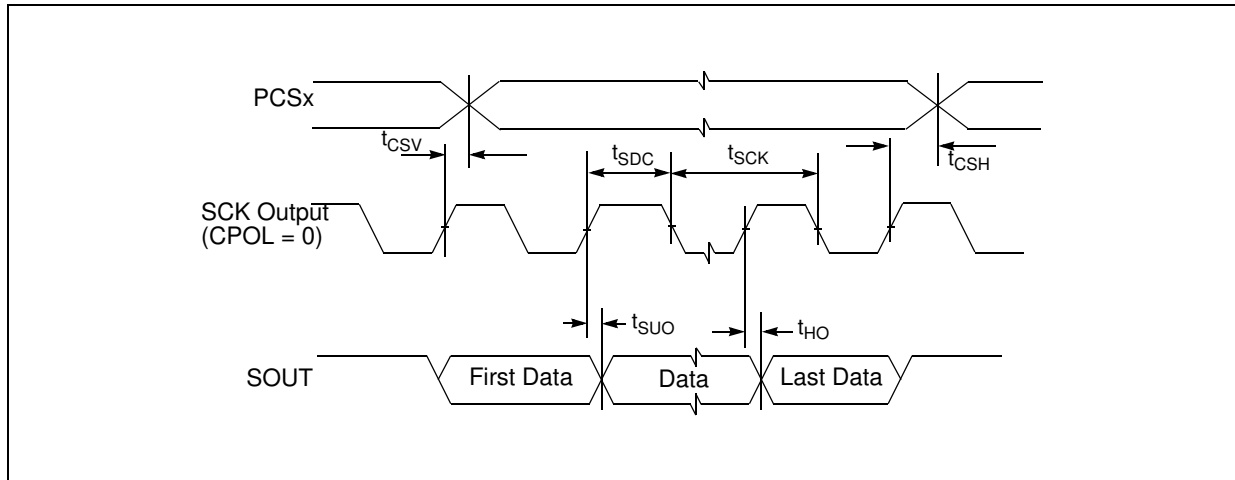 PCSx
tCSV
tSDC
tSCK
tCSH
SCK Output
(CPOL = 0)
tSUO
tHO
SOUT
First Data
Data
Last Data